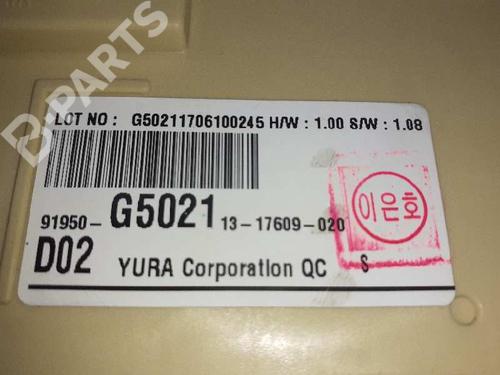 B-PARTS
LOT NO : G50211706100245 H/W : 1.00 S/W : 1.08
91950-G5021 13-17609-020
D02 YURA Corporation QC S
이은호